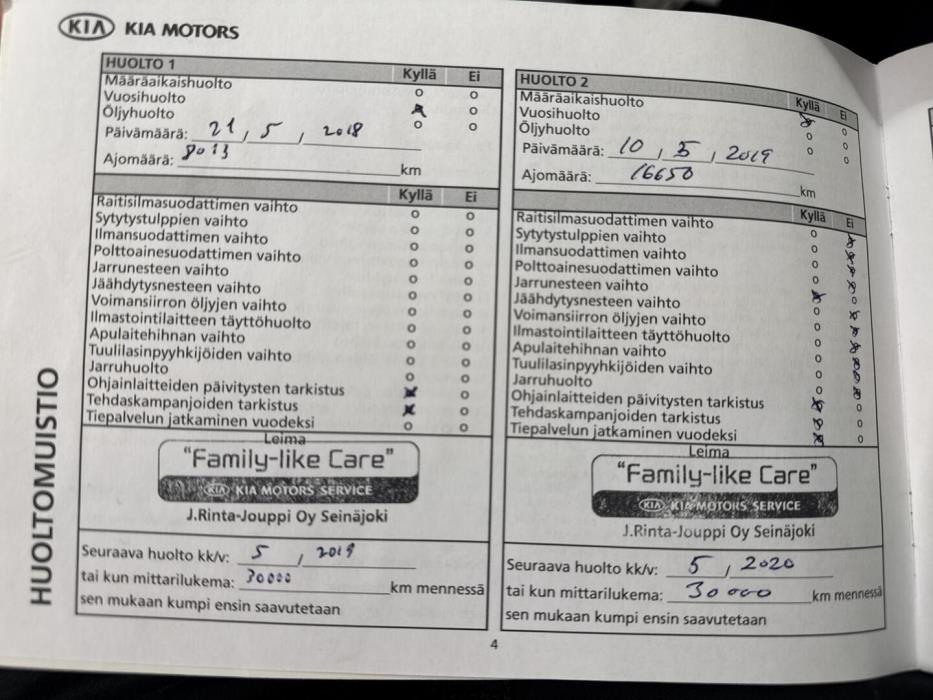 KIA KIA MOTORS
HUOLTOMUISTIO
HUOLTO 1 Kyllä Ei
Määräaikaishuolto
Vuosihuolto
Öljyhuolto
Päivämäärä: 21, 5, 2018
Ajomäärä: 8013 km
Kyllä Ei
Raitisilmasuodattimen vaihto
Sytytystulppien vaihto
Ilmansuodattimen vaihto
Polttoainesuodattimen vaihto
Jarrunesteen vaihto
Jäähdytysnesteen vaihto
Voimansiirron öljyjen vaihto
Ilmastointilaitteen täyttöhuolto
Apulaitehihnan vaihto
Tuulilasinpyyhkijöiden vaihto
Jarruhuolto
Ohjainlaitteiden päivitysten tarkistus
Tehdaskampanjoiden tarkistus
Tiepalvelun jatkaminen vuodeksi
Leima
"Family-like Care"
KIA KIA MOTORS SERVICE
J.Rinta-Jouppi Oy Seinäjoki
Seuraava huolto kk/v: 5, 2019
tai kun mittarilukema: 30000 km mennessä
sen mukaan kumpi ensin saavutetaan
HUOLTO 2 Kyllä Ei
Määräaikaishuolto
Vuosihuolto
Öljyhuolto
Päivämäärä: 10, 5, 2019
Ajomäärä: 16650 km
Kyllä Ei
Raitisilmasuodattimen vaihto
Sytytystulppien vaihto
Ilmansuodattimen vaihto
Polttoainesuodattimen vaihto
Jarrunesteen vaihto
Jäähdytysnesteen vaihto
Voimansiirron öljyjen vaihto
Ilmastointilaitteen täyttöhuolto
Apulaitehihnan vaihto
Tuulilasinpyyhkijöiden vaihto
Jarruhuolto
Ohjainlaitteiden päivitysten tarkistus
Tehdaskampanjoiden tarkistus
Tiepalvelun jatkaminen vuodeksi
Leima
"Family-like Care"
KIA KIA MOTORS SERVICE
J.Rinta-Jouppi Oy Seinäjoki
Seuraava huolto kk/v: 5, 2020
tai kun mittarilukema: 30000 km mennessä
sen mukaan kumpi ensin saavutetaan
4